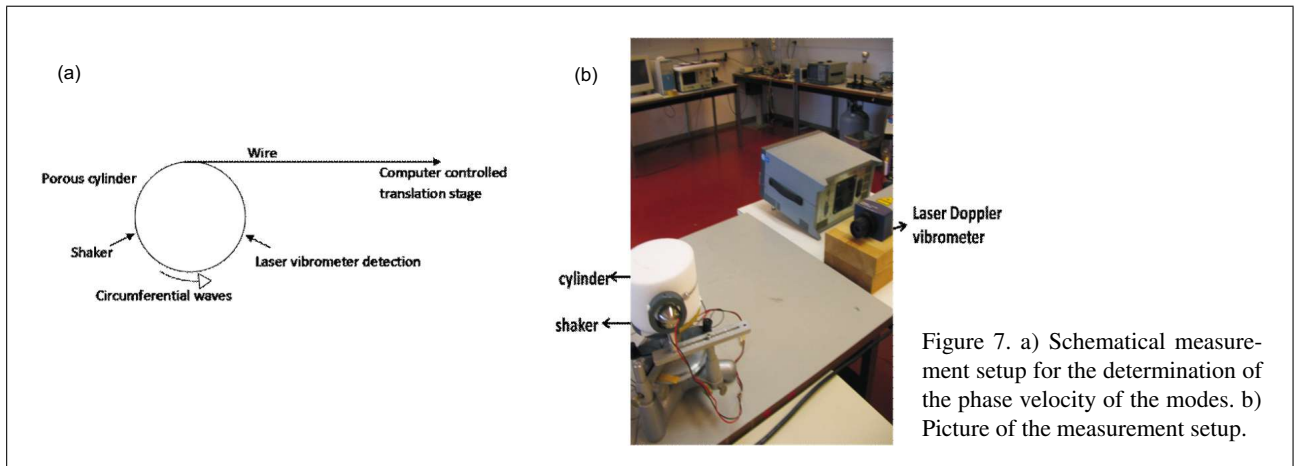 (a)
Wire
Porous cylinder
Computer controlled
translation stage
Shaker
Laser vibrometer detection
Circumferential waves
(b)
Laser Doppler
vibrometer
cylinder
shaker
Figure 7. a) Schematical measure-
ment setup for the determination of
the phase velocity of the modes. b)
Picture of the measurement setup.